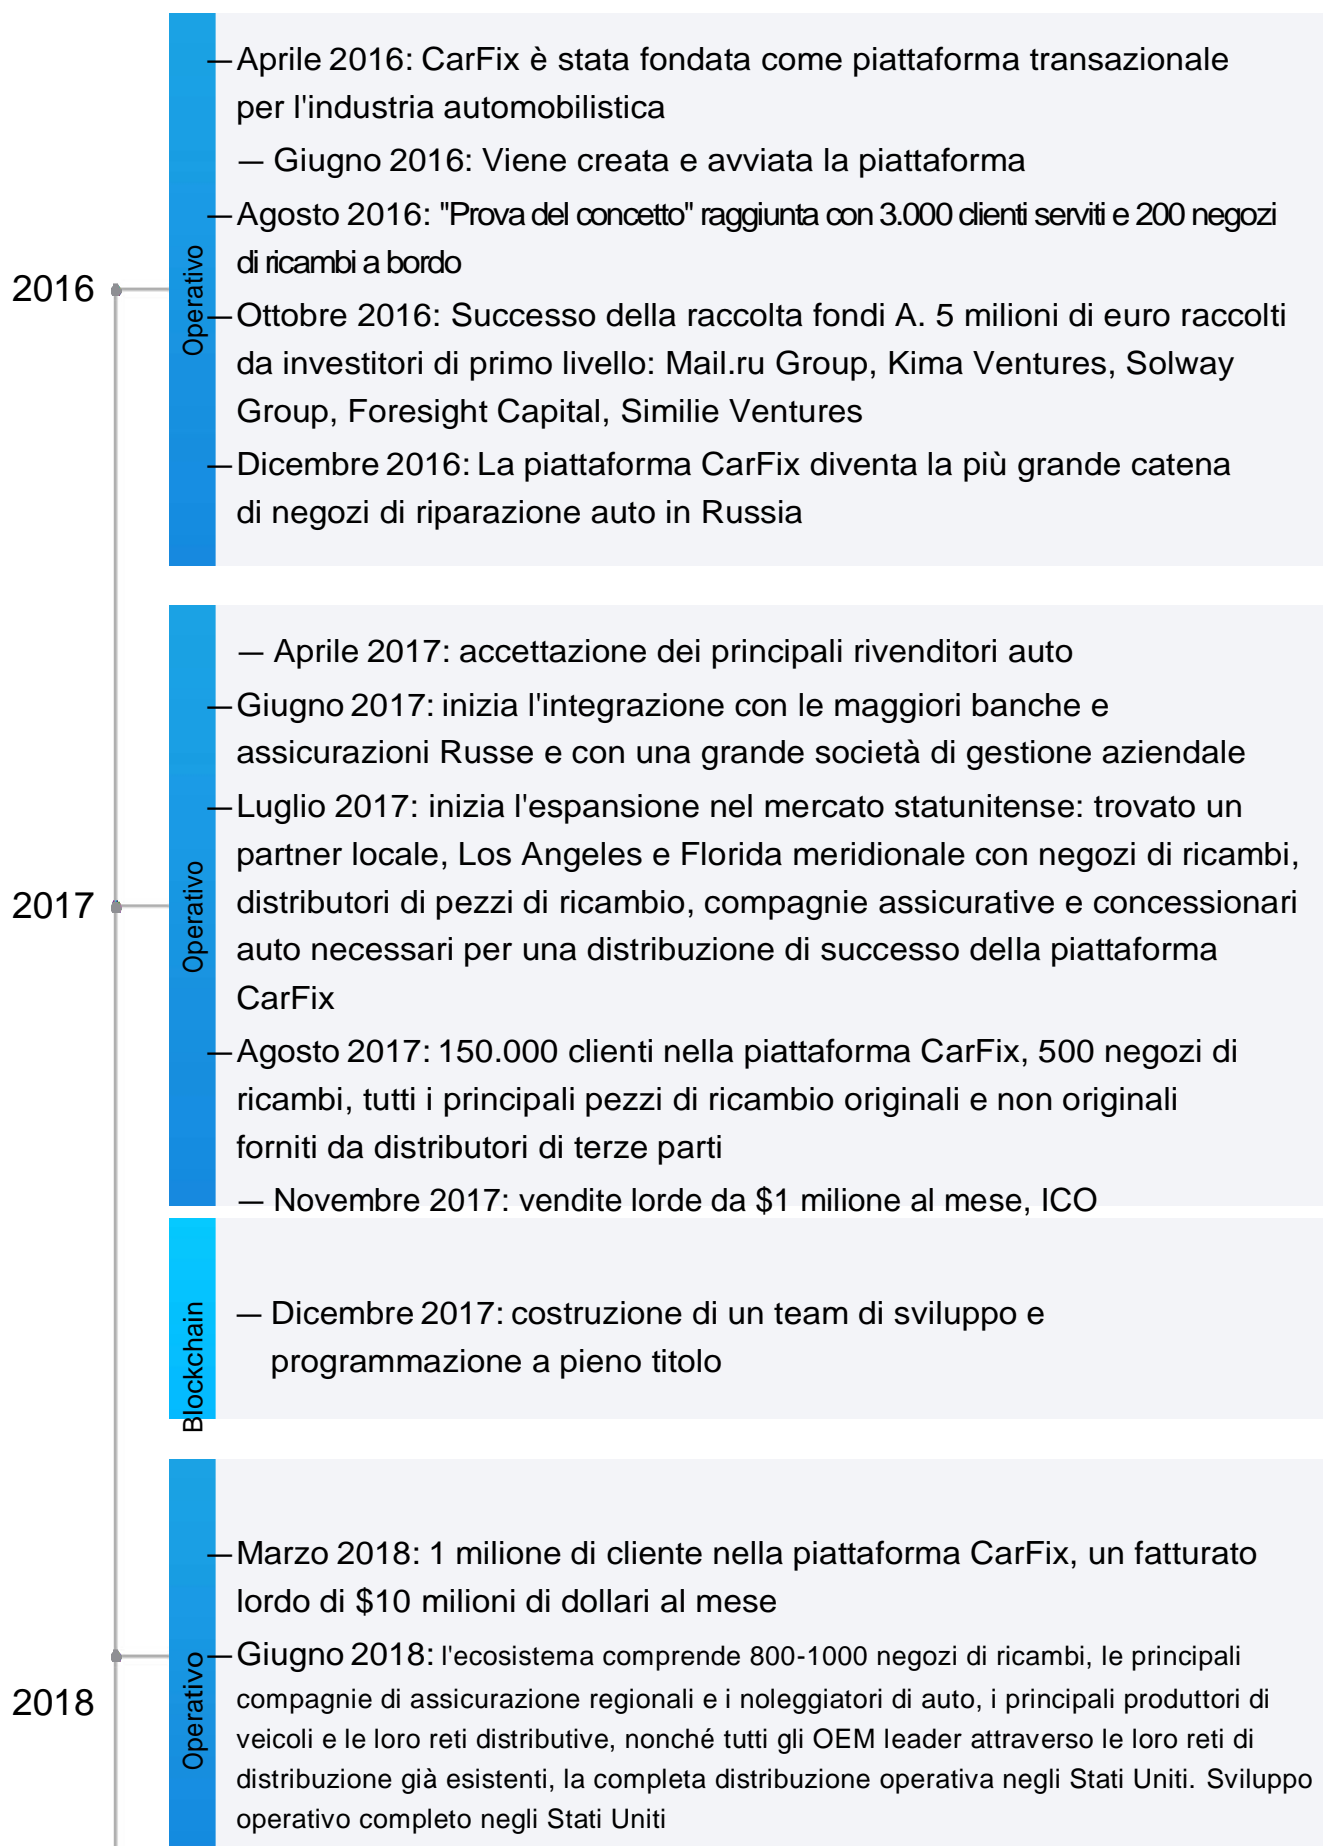 — Aprile 2016: CarFix è stata fondata come piattaforma transazionale
per l'industria automobilistica
— Giugno 2016: Viene creata e avviata la piattaforma
— Agosto 2016: "Prova del concetto" raggiunta con 3.000 clienti serviti e 200 negozi
di ricambi a bordo
2016
Operativo
— Ottobre 2016: Successo della raccolta fondi A. 5 milioni di euro raccolti
da investitori di primo livello: Mail.ru Group, Kima Ventures, Solway
Group, Foresight Capital, Similie Ventures
— Dicembre 2016: La piattaforma CarFix diventa la più grande catena
di negozi di riparazione auto in Russia
— Aprile 2017: accettazione dei principali rivenditori auto
— Giugno 2017: inizia l'integrazione con le maggiori banche e
assicurazioni Russe e con una grande società di gestione aziendale
— Luglio 2017: inizia l'espansione nel mercato statunitense: trovato un
partner locale, Los Angeles e Florida meridionale con negozi di ricambi,
2017
Operativo
distributori di pezzi di ricambio, compagnie assicurative e concessionari
auto necessari per una distribuzione di successo della piattaforma
CarFix
— Agosto 2017: 150.000 clienti nella piattaforma CarFix, 500 negozi di
ricambi, tutti i principali pezzi di ricambio originali e non originali
forniti da distributori di terze parti
— Novembre 2017: vendite lorde da $1 milione al mese, ICO
Blockchain
— Dicembre 2017: costruzione di un team di sviluppo e
programmazione a pieno titolo
— Marzo 2018: 1 milione di cliente nella piattaforma CarFix, un fatturato
lordo di $10 milioni di dollari al mese
2018
Operativo
— Giugno 2018: l'ecosistema comprende 800-1000 negozi di ricambi, le principali
compagnie di assicurazione regionali e i noleggiatori di auto, i principali produttori di
veicoli e le loro reti distributive, nonché tutti gli OEM leader attraverso le loro reti di
distribuzione già esistenti, la completa distribuzione operativa negli Stati Uniti. Sviluppo
operativo completo negli Stati Uniti